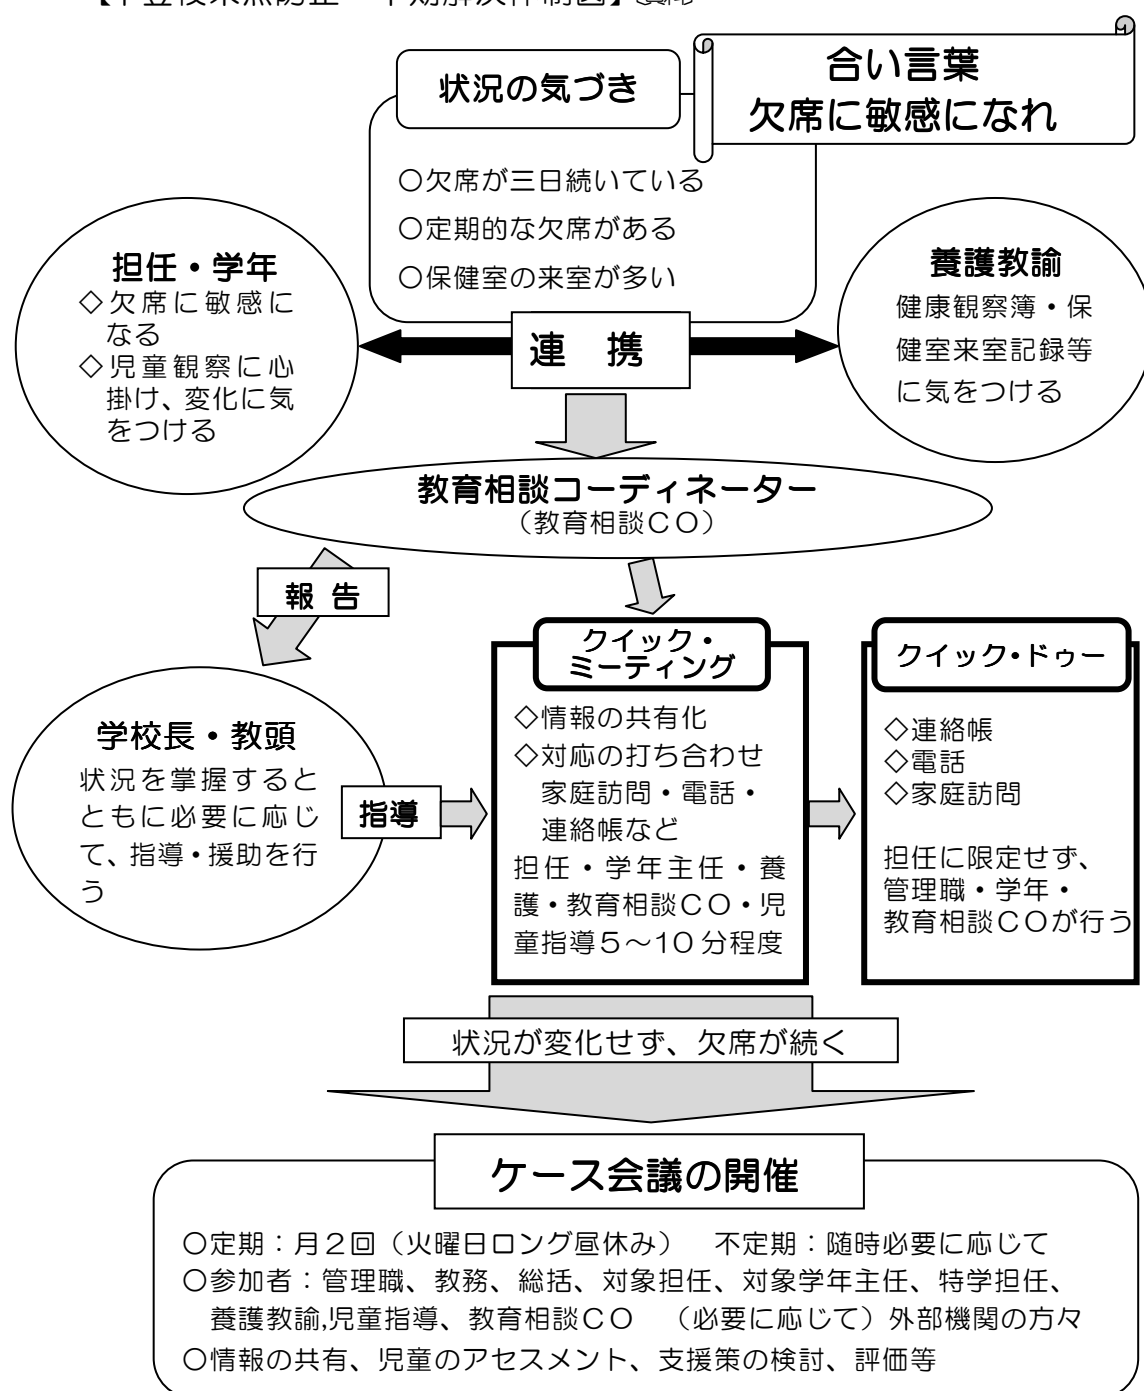 合い言葉
欠席に敏感になれ
状況の気づき
〇欠席が三日続いている
〇定期的な欠席がある
〇保健室の来室が多い
担任・学年
◇欠席に敏感に
なる
◇児童観察に心
掛け、変化に気
をつける
養護教諭
健康観察簿・保
健室来室記録等
に気をつける
連 携
教育相談コーディネーター
（教育相談ＣＯ）
報 告
学校長・教頭
状況を掌握すると
ともに必要に応じ
て、指導・援助を行
う
指導
クイック・
ミーティング
◇情報の共有化
◇対応の打ち合わせ
家庭訪問・電話・
連絡帳など
担任・学年主任・養
護・教育相談ＣＯ・児
童指導５～10 分程度
クイック・ドゥー
◇連絡帳
◇電話
◇家庭訪問
担任に限定せず、
管理職・学年・
教育相談ＣＯが行う
状況が変化せず、欠席が続く
ケース会議の開催
〇定期：月２回（火曜日ロング昼休み）　不定期：随時必要に応じて
〇参加者：管理職、教務、総括、対象担任、対象学年主任、特学担任、
養護教諭,児童指導、教育相談ＣＯ　（必要に応じて）外部機関の方々
〇情報の共有、児童のアセスメント、支援策の検討、評価等